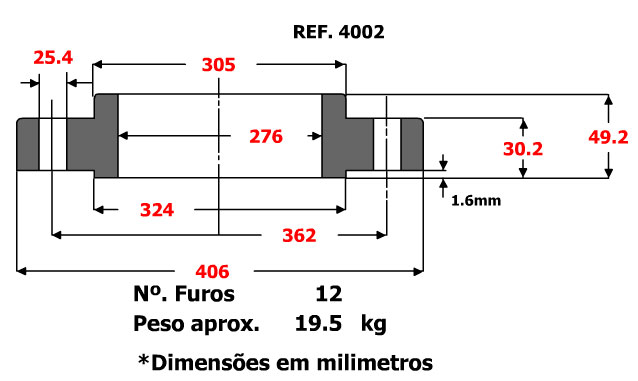 REF. 4002
25.4
305
276
49.2
30.2
1.6mm
324
362
406
Nº. Furos 12
Peso aprox. 19.5 kg
*Dimensões em milimetros